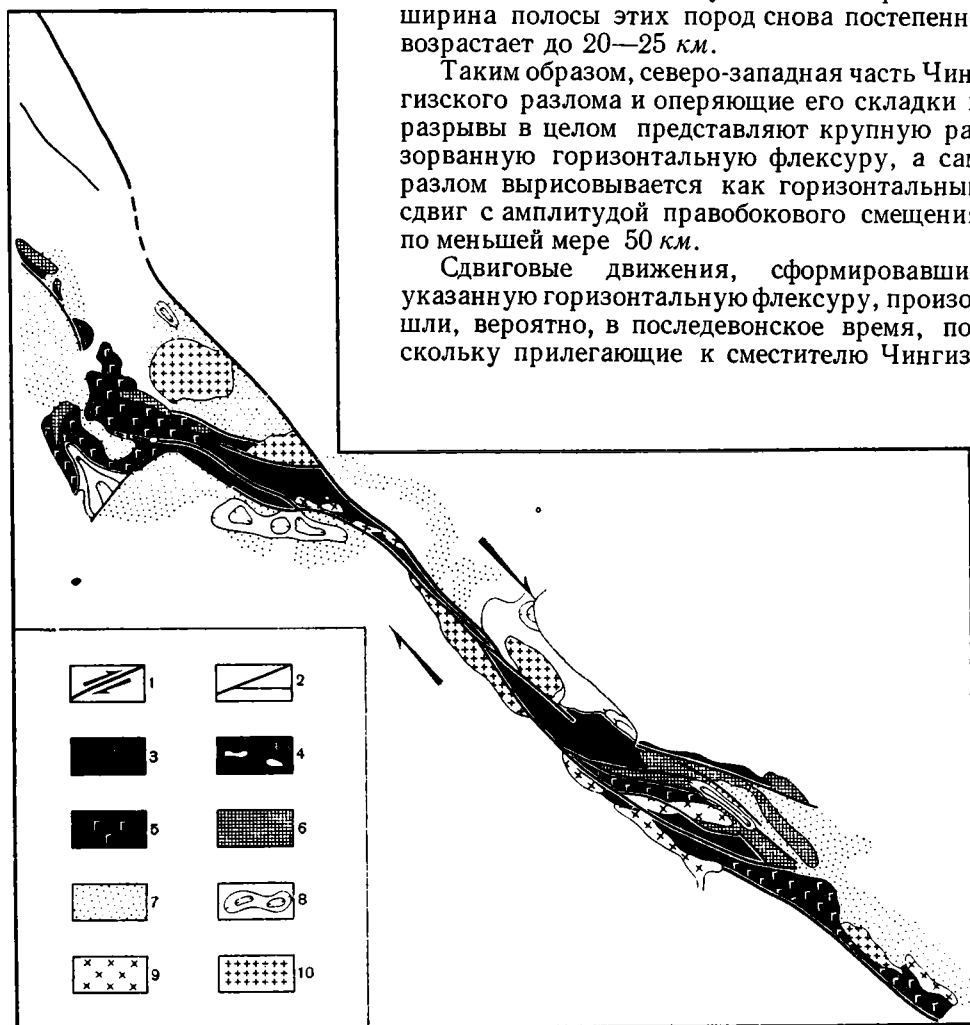 ширина полосы этих пород снова постепенн
возрастает до 20—25 км.
Таким образом, северо-западная часть Чин-
гизского разлома и оперяющие его складки
разрывы в целом представляют крупную ра-
зорванную горизонтальную флексуру, а сам
разлом вырисовывается как горизонтальны
сдвиг с амплитудой правобокового смещения
по меньшей мере 50 км.
Сдвиговые движения, сформировавши
указанную горизонтальную флексуру, произо-
шли, вероятно, в последевонское время, по-
скольку прилегающие к сместителю Чингиз-
1
2
3
4
5
6
7
8
9
10